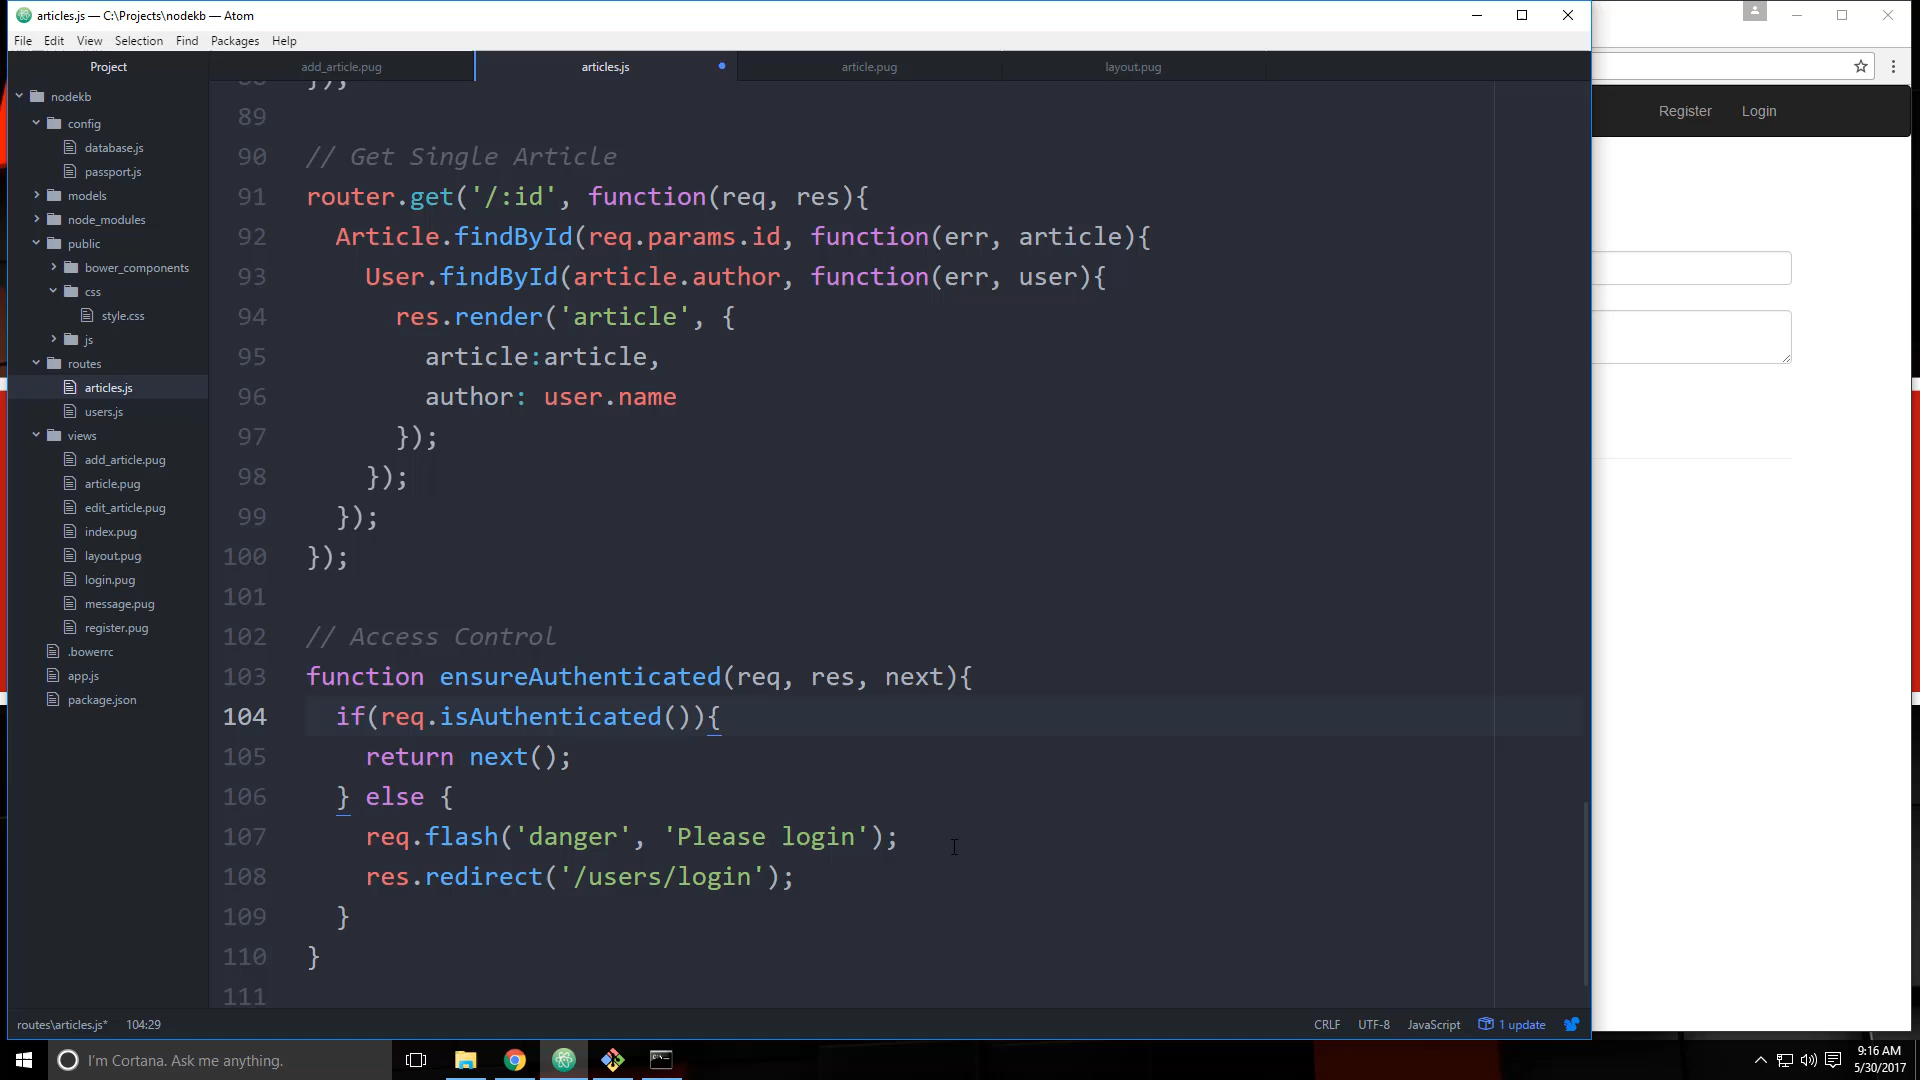 articles.js — C:\Projects\nodekb — Atom
File Edit View Selection Find Packages Help
Project
add_article.pug
articles.js
article.pug
layout.pug
nodekb
config
database.js
passport.js
models
node_modules
public
bower_components
css
style.css
js
routes
articles.js
users.js
views
add_article.pug
article.pug
edit_article.pug
index.pug
layout.pug
login.pug
message.pug
register.pug
.bowerrc
app.js
package.json
88 });
89
90 // Get Single Article
91 router.get('/:id', function(req, res){
92 Article.findById(req.params.id, function(err, article){
93 User.findById(article.author, function(err, user){
94 res.render('article', {
95 article:article,
96 author: user.name
97 });
98 });
99 });
100 });
101
102 // Access Control
103 function ensureAuthenticated(req, res, next){
104 if(req.isAuthenticated()){
105 return next();
106 } else {
107 req.flash('danger', 'Please login');
108 res.redirect('/users/login');
109 }
110 }
111
routes\articles.js* 104:29
CRLF UTF-8 JavaScript 1 update
Register Login
I'm Cortana. Ask me anything.
9:16 AM
5/30/2017